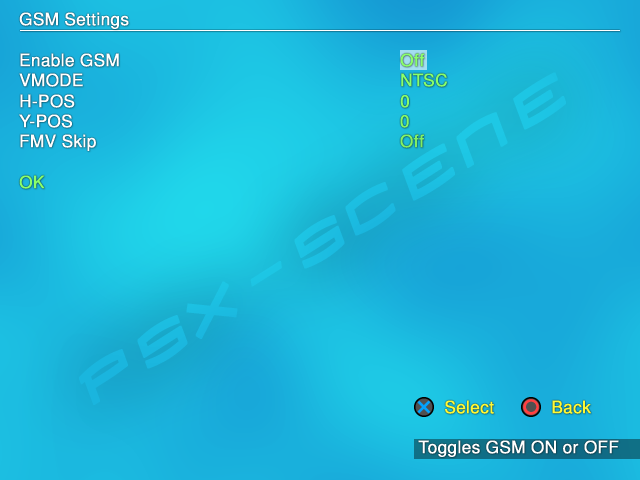 GSM Settings
Enable GSM Off
VMODE NTSC
H-POS 0
Y-POS 0
FMV Skip Off
OK
PSX-SCENE
Select Back
Toggles GSM ON or OFF